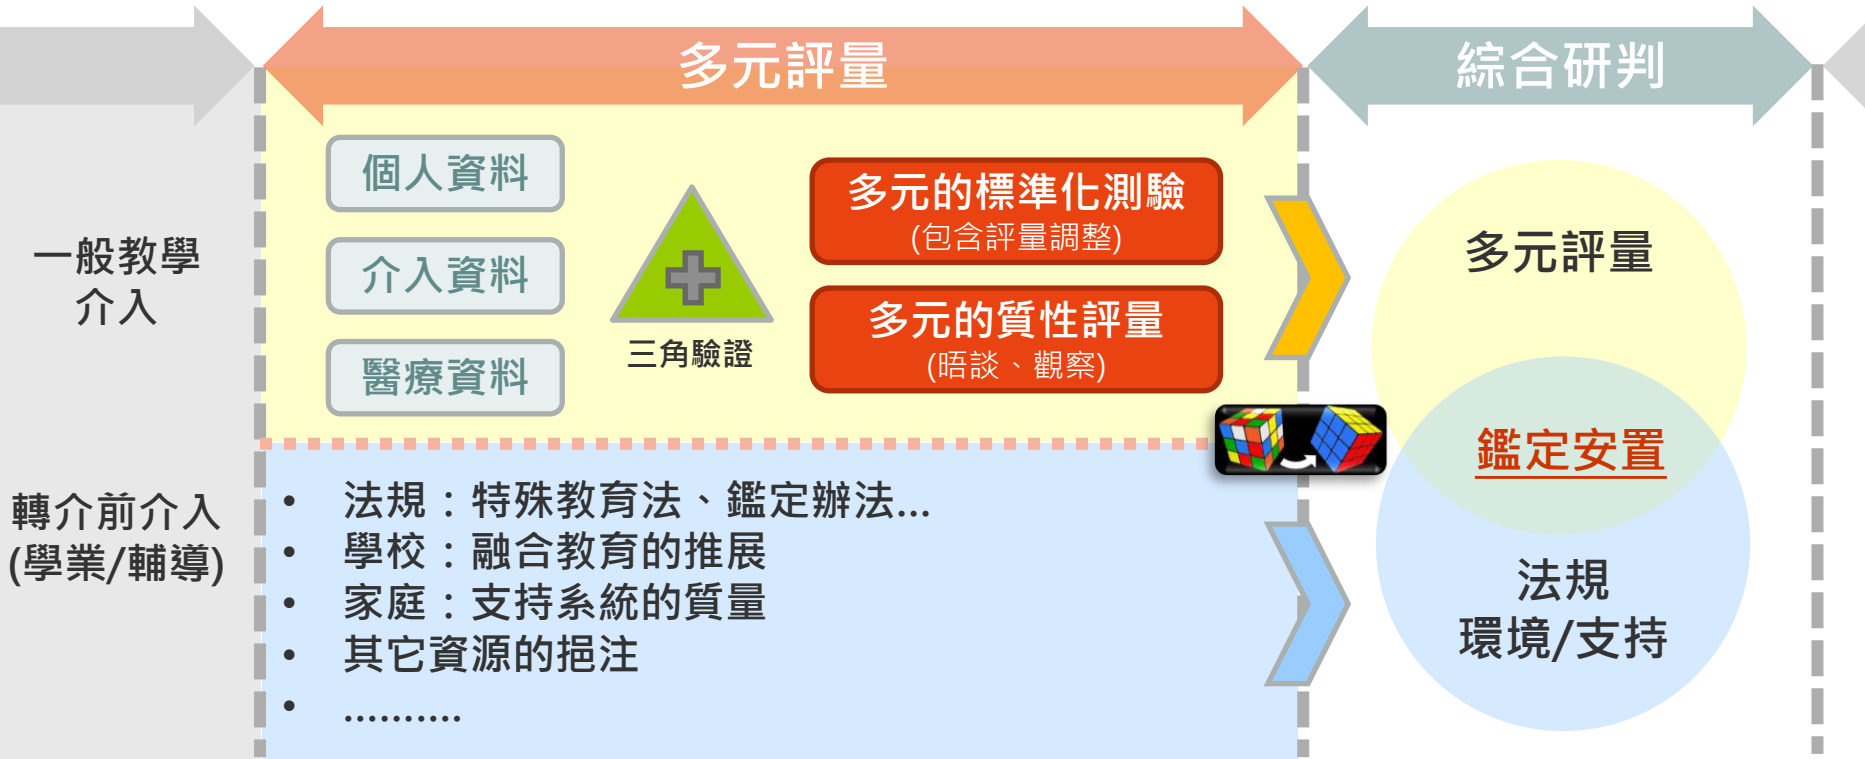 多元評量
綜合研判
一般教學
介入
轉介前介入
(學業/輔導)
個人資料
介入資料
醫療資料
三角驗證
多元的標準化測驗
(包含評量調整)
多元的質性評量
(晤談、觀察)
• 法規：特殊教育法、鑑定辦法...
• 學校：融合教育的推展
• 家庭：支持系統的質量
• 其它資源的挹注
• ..........
多元評量
鑑定安置
法規
環境/支持